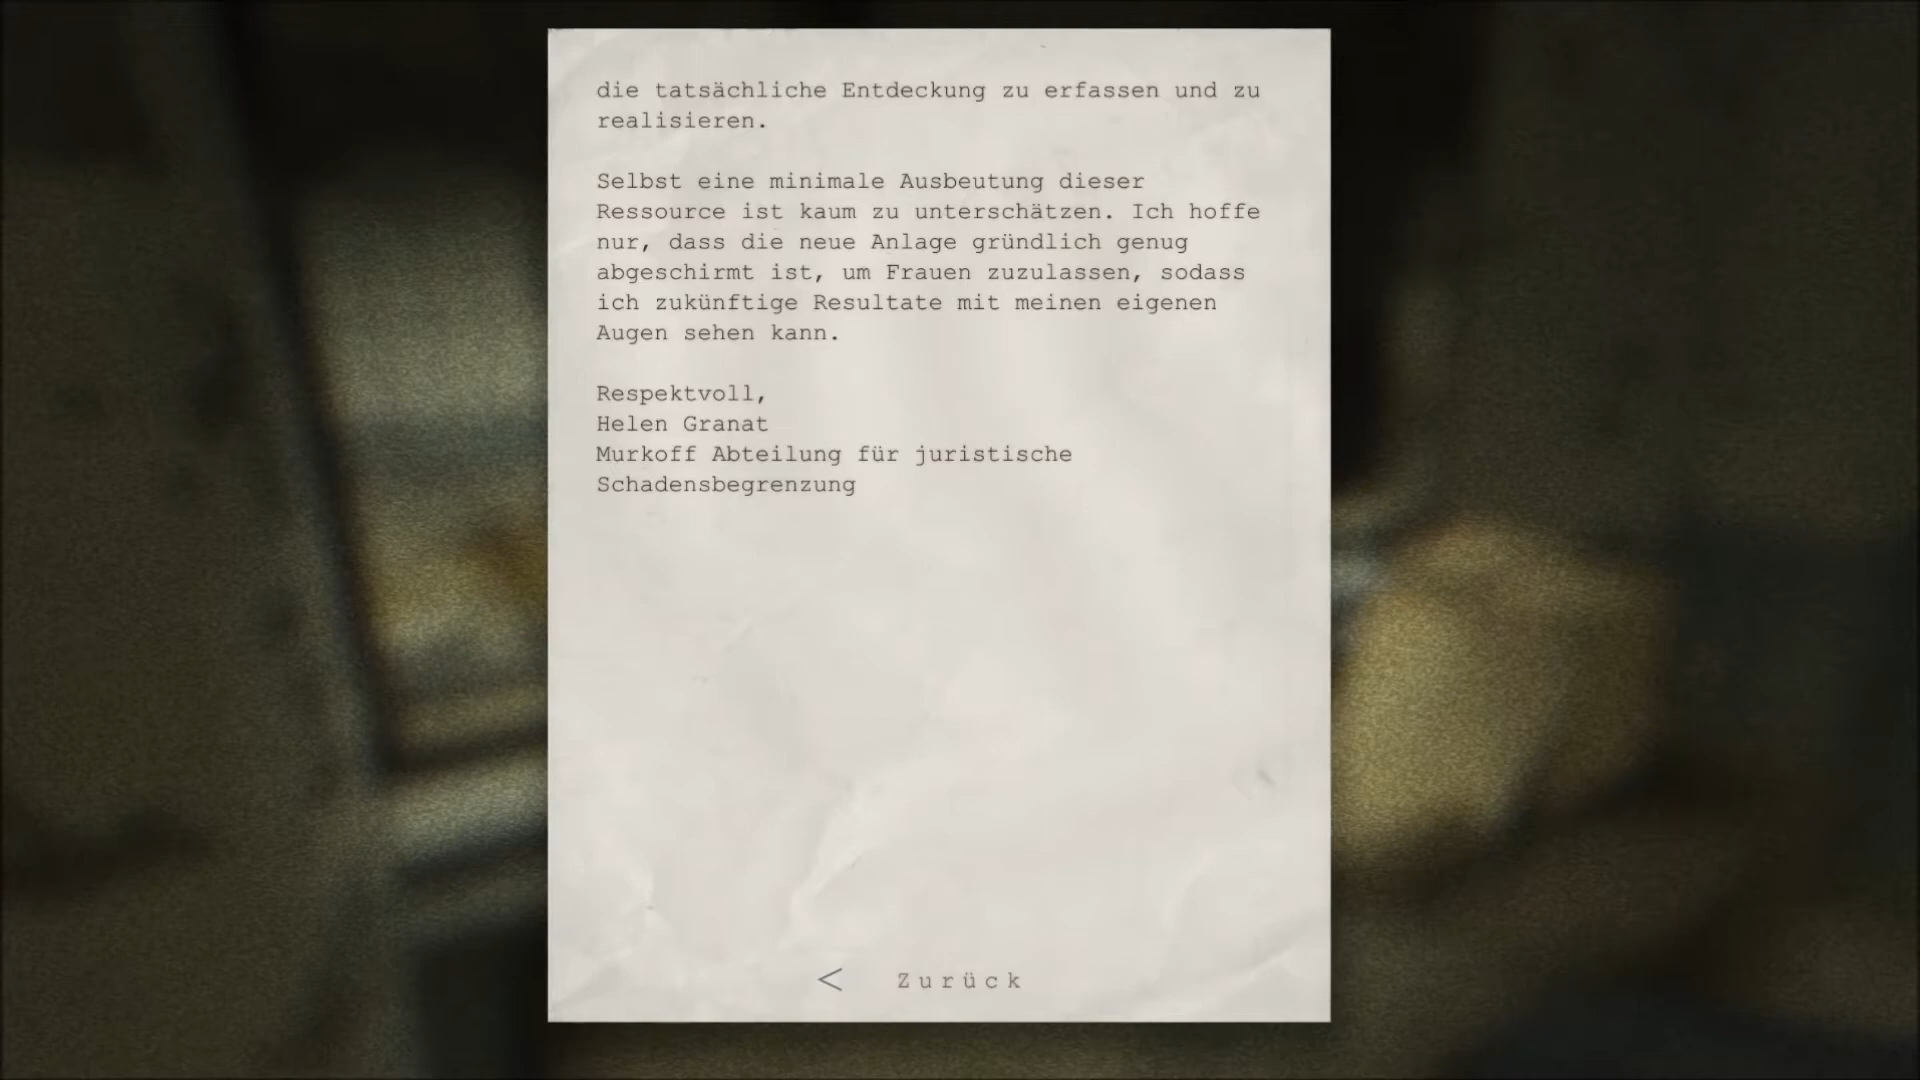 die tatsächliche Entdeckung zu erfassen und zu
realisieren.
Selbst eine minimale Ausbeutung dieser
Ressource ist kaum zu unterschätzen. Ich hoffe
nur, dass die neue Anlage gründlich genug
abgeschirmt ist, um Frauen zuzulassen, sodass
ich zukünftige Resultate mit meinen eigenen
Augen sehen kann.
Respektvoll,
Helen Granat
Murkoff Abteilung für juristische
Schadensbegrenzung
< Zurück